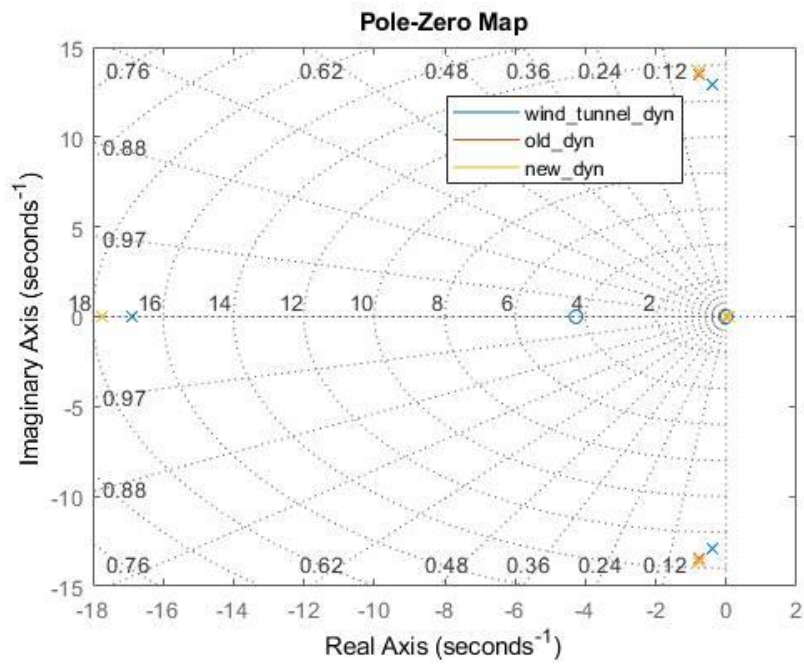 Pole-Zero Map
15
0.76 0.62 0.48 0.36 0.24 0.12
wind_tunnel_dyn
old_dyn
new_dyn
10
0.88
5
0.97
18 16 14 12 10 8 6 4 2
0
0.97
-5
0.88
-10
0.76 0.62 0.48 0.36 0.24 0.12
-15
-18 -16 -14 -12 -10 -8 -6 -4 -2 0 2
Real Axis (seconds⁻¹)
Imaginary Axis (seconds⁻¹)